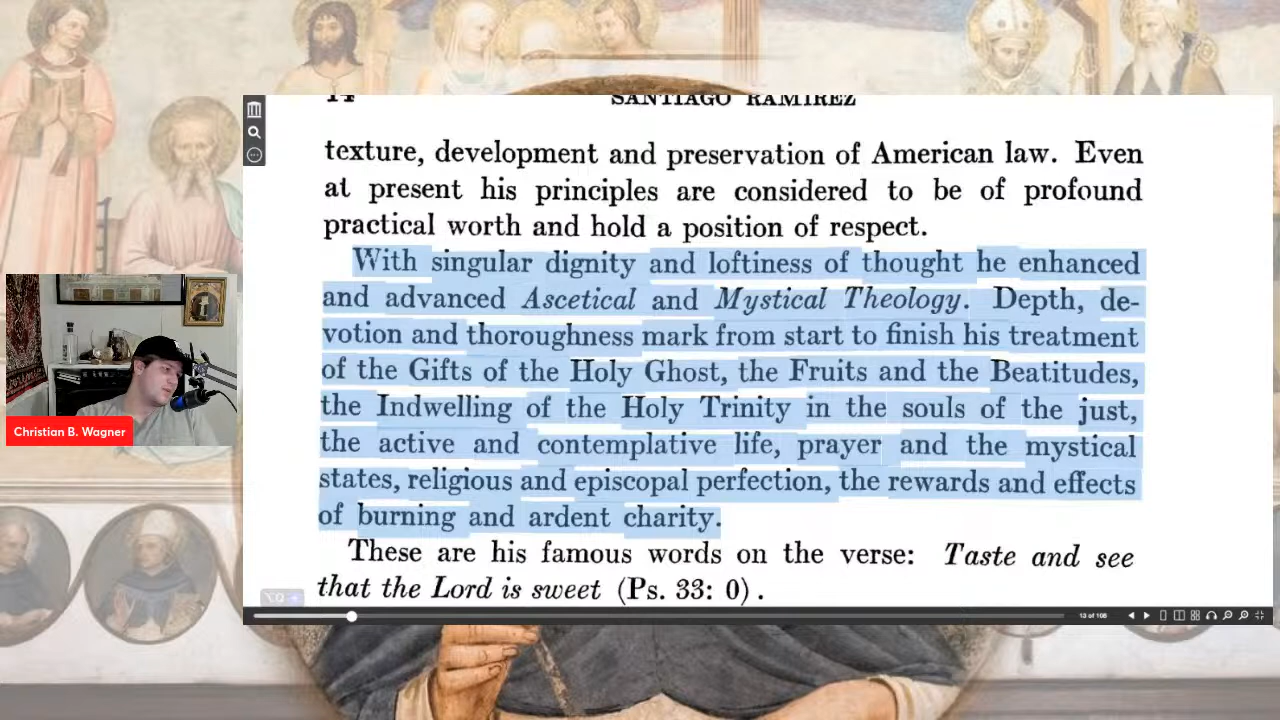 SANTIAGO RAMIREZ
texture, development and preservation of American law. Even
at present his principles are considered to be of profound
practical worth and hold a position of respect.
With singular dignity and loftiness of thought he enhanced
and advanced Ascetical and Mystical Theology. Depth, de-
votion and thoroughness mark from start to finish his treatment
of the Gifts of the Holy Ghost, the Fruits and the Beatitudes,
the Indwelling of the Holy Trinity in the souls of the just,
the active and contemplative life, prayer and the mystical
states, religious and episcopal perfection, the rewards and effects
of burning and ardent charity.
These are his famous words on the verse: Taste and see
that the Lord is sweet (Ps. 33: 0).
13 of 108
Christian B. Wagner